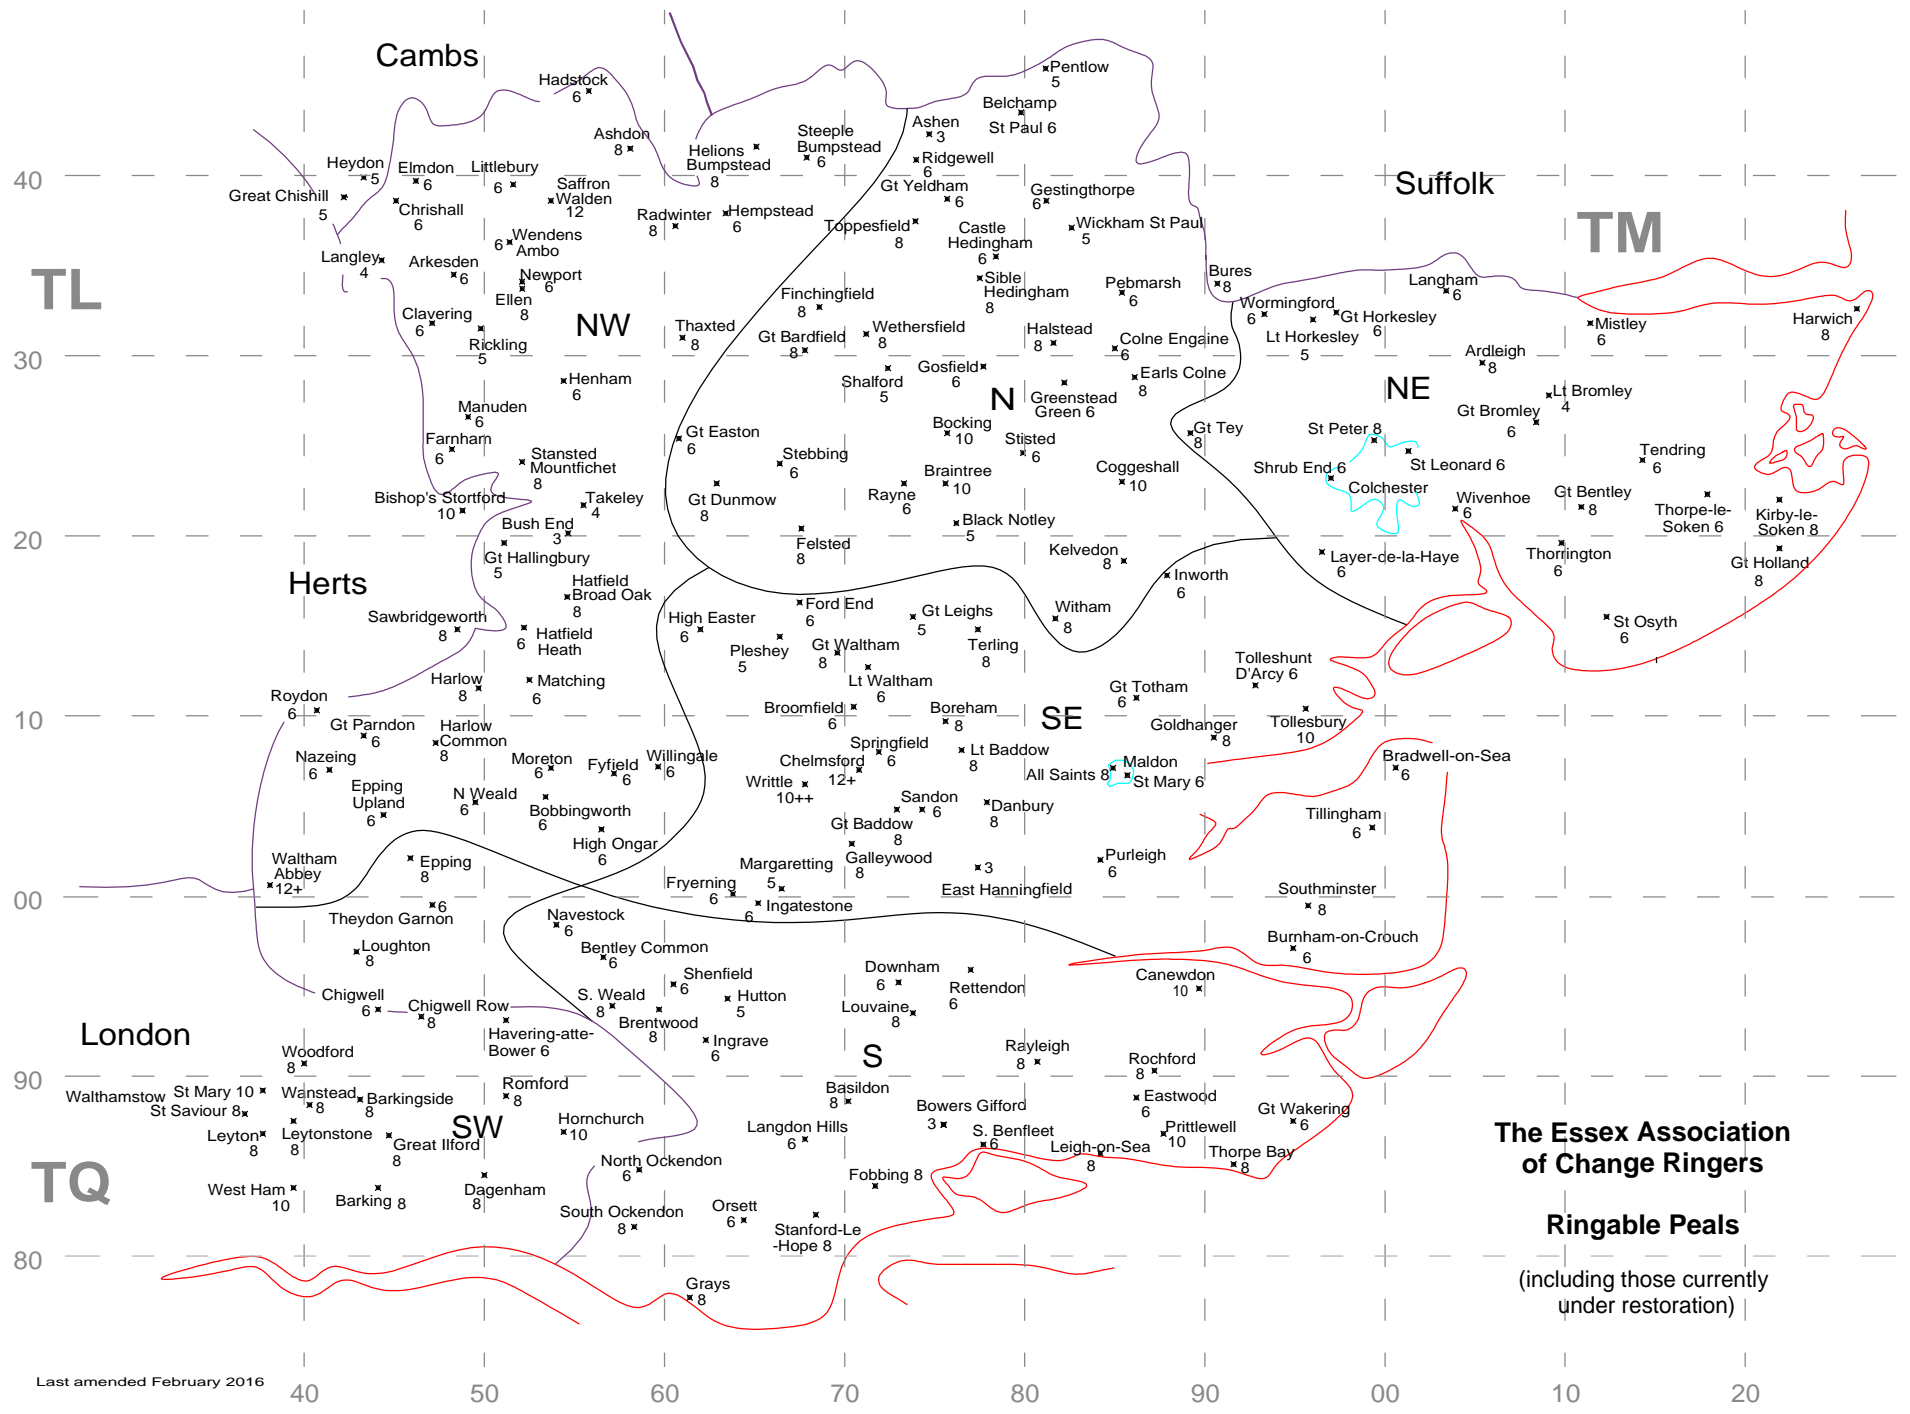 Cambs
Hadstock
6
Pentlow
5
Belchamp
St Paul 6
Ashdon
8
Steeple
Bumpstead
6
Helions
Bumpstead
8
Ashen
3
Ridgewell
6
Heydon
5
Elmdon
6
Littlebury
6
Saffron
Walden
12
40
Great Chishill
5
Chrishall
6
Gt Yeldham
6
Gestingthorpe
6
Suffolk
Radwinter
8
Hempstead
6
Toppesfield
8
Castle
Hedingham
6
Wickham St Paul
5
TM
Wendens
6
Ambo
Langley
4
Arkesden
6
Newport
6
Ellen
8
Sible
Hedingham
8
Pebmarsh
6
Bures
8
Langham
6
TL
Clavering
6
Rickling
5
NW
Thaxted
8
Finchingfield
8
Gt Bardfield
8
Wethersfield
8
Halstead
8
Colne Engaine
6
Wormingford
6
Gt Horkesley
6
Lt Horkesley
5
Mistley
6
Harwich
8
30
Ardleigh
8
Henham
6
Shalford
5
Gosfield
6
Greenstead
Green 6
Earls Colne
8
N
NE
Lt Bromley
4
Gt Bromley
6
Manuden
6
Farnham
6
Stansted
Mountfichet
8
Gt Easton
6
Stebbing
6
Bocking
10
Stisted
6
Gt Tey
8
St Peter 8
St Leonard 6
Shrub End 6
Colchester
Tendring
6
Bishop's Stortford
10
Takeley
4
Gt Dunmow
8
Rayne
6
Braintree
10
Coggeshall
10
Wivenhoe
6
Gt Bentley
8
Thorpe-le-
Soken 6
Kirby-le-
Soken 8
Bush End
3
Black Notley
5
20
Gt Hallingbury
5
Felsted
8
Kelvedon
8
Layer-de-la-Haye
6
Thorrington
6
Gt Holland
8
Herts
Hatfield
Broad Oak
8
Inworth
6
Sawbridgeworth
8
Hatfield
Heath
6
High Easter
6
Ford End
6
Gt Leighs
5
Witham
8
St Osyth
6
Pleshey
5
Gt Waltham
8
Terling
8
Lt Waltham
6
Tolleshunt
D'Arcy 6
Harlow
8
Matching
6
Roydon
6
Broomfield
6
Boreham
8
SE
Gt Totham
6
Goldhanger
8
Tollesbury
10
10
Gt Parndon
6
Harlow
Common
8
Nazeing
6
Moreton
6
Fyfield
6
Willingale
6
Springfield
6
Chelmsford
12+
Lt Baddow
8
Maldon
All Saints 8
St Mary 6
Bradwell-on-Sea
6
Writtle
10++
Epping
Upland
6
N Weald
6
Bobbingworth
6
Sandon
6
Danbury
8
Gt Baddow
8
Tillingham
6
High Ongar
6
Waltham
Abbey
12+
Epping
8
Margaretting
5
Galleywood
8
3
East Hanningfield
Purleigh
6
Fryerning
6
Ingatestone
6
Southminster
8
00
6
Theydon Garnon
Navestock
6
Loughton
8
Bentley Common
6
Burnham-on-Crouch
6
Chigwell
6
Chigwell Row
8
S. Weald
8
Shenfield
6
Hutton
5
Downham
6
Rettendon
6
Canewdon
10
Louvaine
8
London
Havering-atte-
Bower 6
Brentwood
8
Ingrave
6
S
Woodford
8
Rayleigh
8
Rochford
8
90
Walthamstow
St Mary 10
St Saviour 8
Wanstead
8
Barkingside
8
Romford
8
Basildon
8
Bowers Gifford
3
Eastwood
6
Gt Wakering
6
Leyton
8
Leytonstone
8
Great Ilford
8
SW
Hornchurch
10
Langdon Hills
6
S. Benfleet
6
Prittlewell
10
Leigh-on-Sea
8
Thorpe Bay
8
The Essex Association
of Change Ringers
TQ
West Ham
10
Barking 8
Dagenham
8
North Ockendon
6
Fobbing 8
South Ockendon
8
Orsett
6
Stanford-Le
-Hope 8
Ringable Peals
80
Grays
8
(including those currently
under restoration)
Last amended February 2016
40 50 60 70 80 90 00 10 20